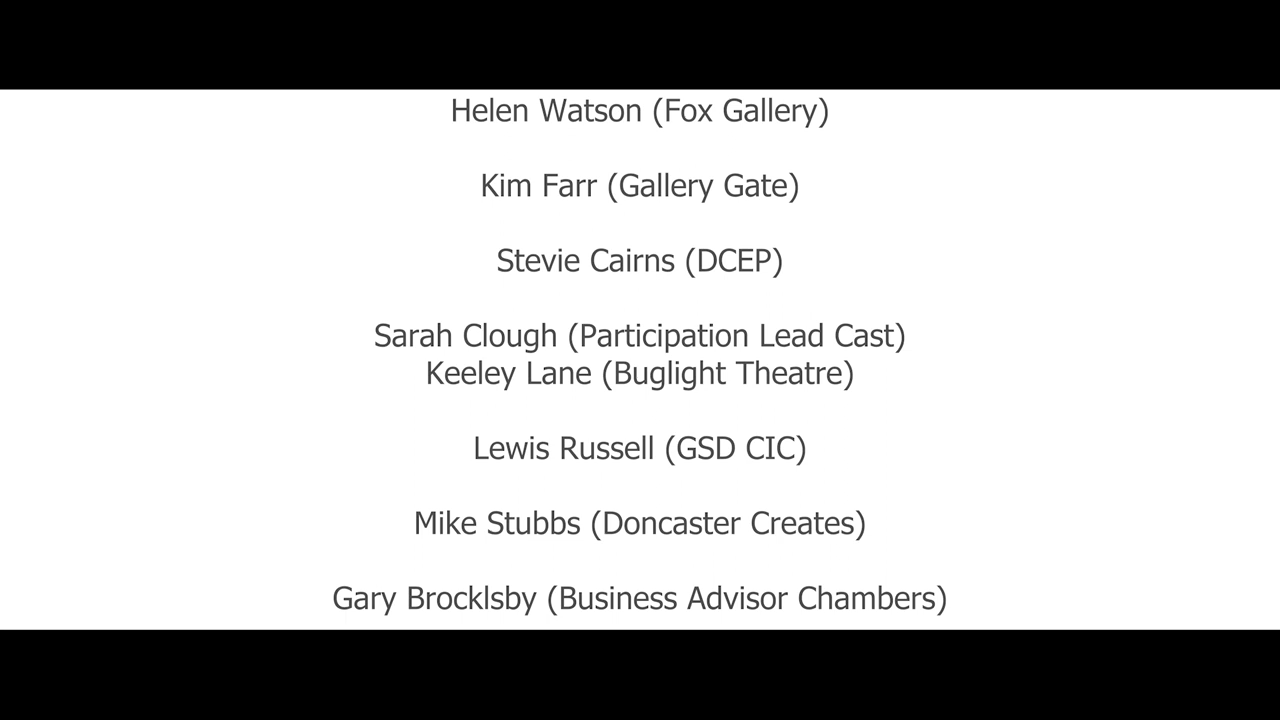 Helen Watson (Fox Gallery)
Kim Farr (Gallery Gate)
Stevie Cairns (DCEP)
Sarah Clough (Participation Lead Cast)
Keeley Lane (Buglight Theatre)
Lewis Russell (GSD CIC)
Mike Stubbs (Doncaster Creates)
Gary Brocklsby (Business Advisor Chambers)